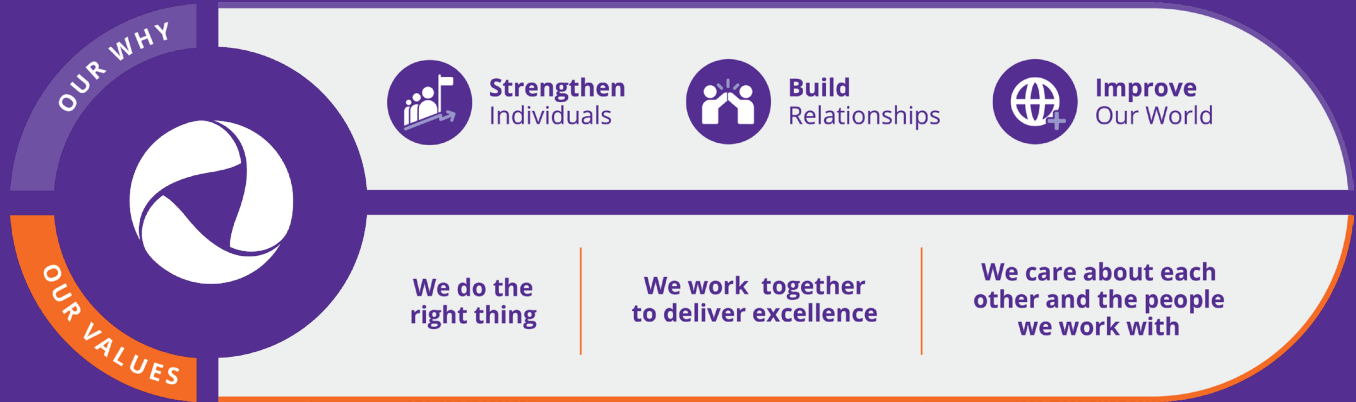 OUR WHY
Strengthen
Individuals
Build
Relationships
Improve
Our World
OUR VALUES
We do the
right thing
We work together
to deliver excellence
We care about each
other and the people
we work with